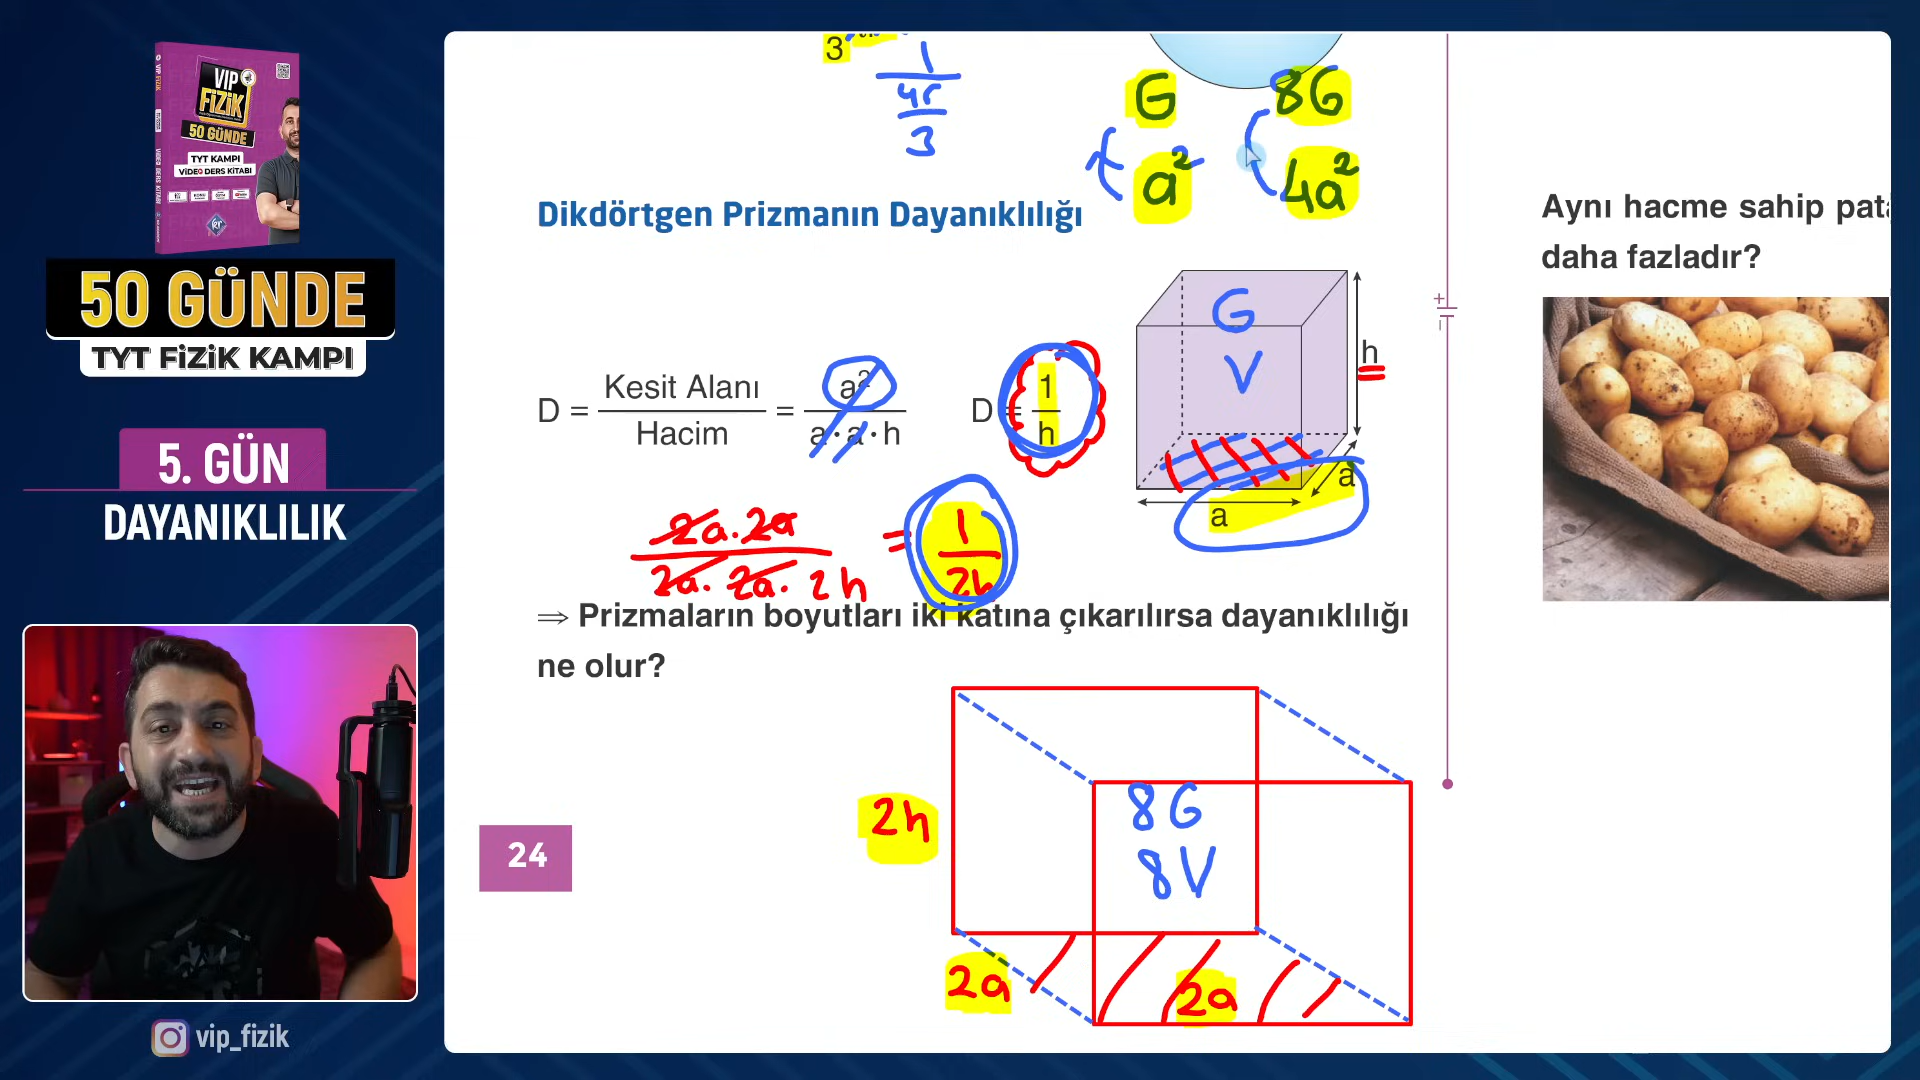 VIP
FİZİK
50 GÜNDE
TYT KAMPI
VİDEO DERS KİTABI
50 GÜNDE
TYT FİZİK KAMPI
5. GÜN
DAYANIKLILIK
vip_fizik
3
1
4r
3
G
8G
a²
4a²
Dikdörtgen Prizmanın Dayanıklılığı
D = Kesit Alanı / Hacim = a² / a · a · h
D = 1 / h
G
V
h
a
a
2a . 2a / 2a . 2a . 2h = 1 / 2h
⇒ Prizmaların boyutları iki katına çıkarılırsa dayanıklılığı
ne olur?
2h
8G
8V
2a
2a
24
+
–
Aynı hacme sahip
daha fazladır?